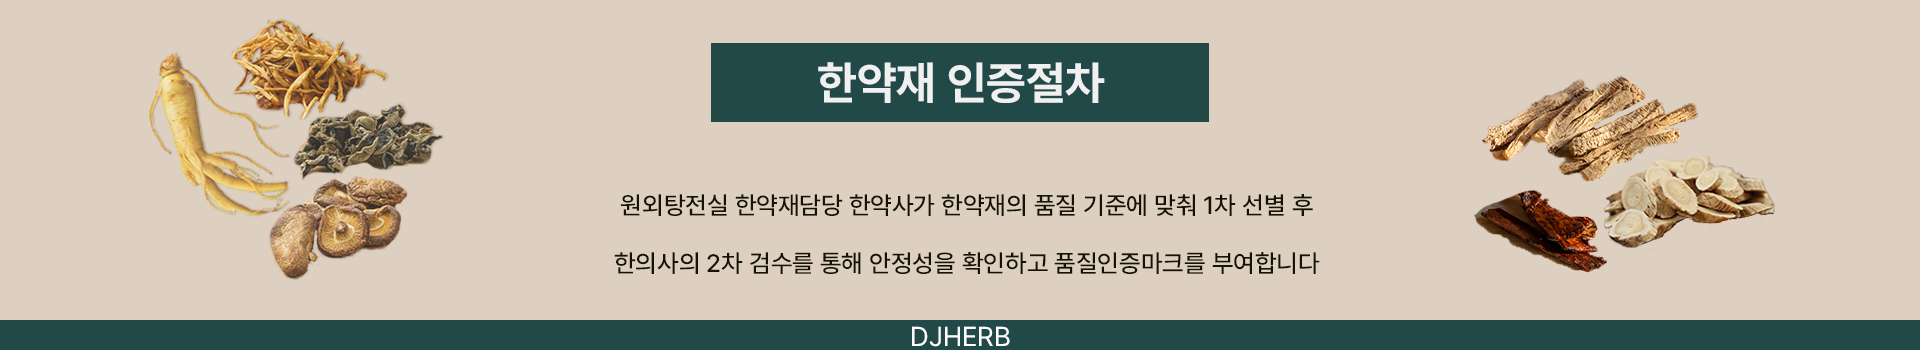 한약재 인증절차
원외탕전실 한약재담당 한약사가 한약재의 품질 기준에 맞춰 1차 선별 후
한의사의 2차 검수를 통해 안정성을 확인하고 품질인증마크를 부여합니다
DJHERB